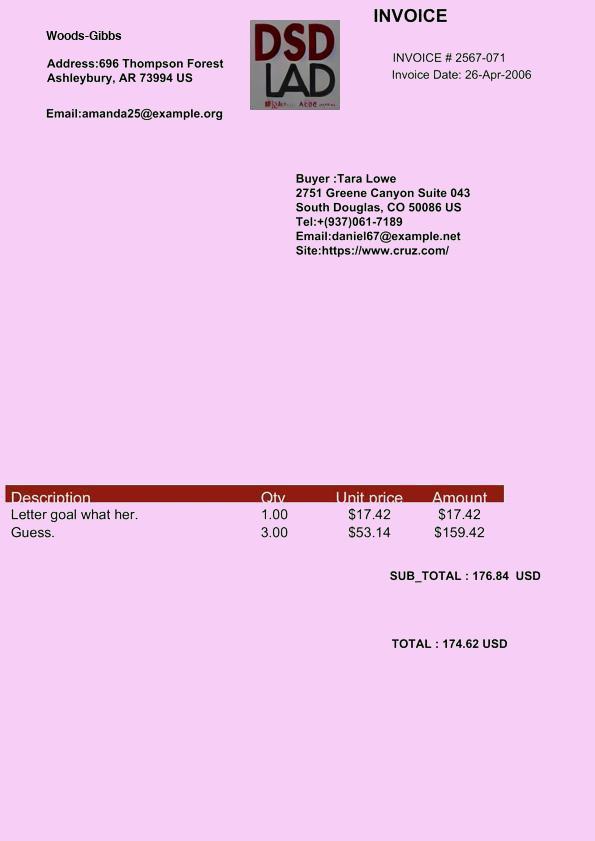 INVOICE
Woods-Gibbs
Address:696 Thompson Forest
Ashleybury, AR 73994 US
Email:amanda25@example.org
DSD
LAD
INVOICE # 2567-071
Invoice Date: 26-Apr-2006
Buyer :Tara Lowe
2751 Greene Canyon Suite 043
South Douglas, CO 50086 US
Tel:+(937)061-7189
Email:daniel67@example.net
Site:https://www.cruz.com/
Description Qty Unit price Amount
Letter goal what her. 1.00 $17.42 $17.42
Guess. 3.00 $53.14 $159.42
SUB_TOTAL : 176.84 USD
TOTAL : 174.62 USD